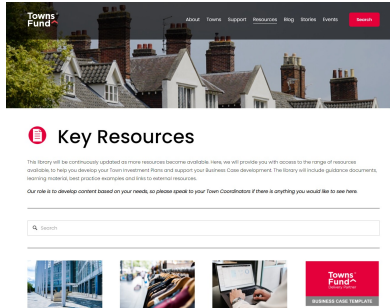 Towns
Fund
About Towns Support Resources Blog Stories Events Search
Key Resources
This library will be continuously updated as more resources become available. Here, we will provide you with access to the range of resources
available, to help you develop your Town Investment Plans and support your Business Case development. The library will include guidance documents,
learning material, best practice examples and links to external resources.
Our role is to develop content based on your needs, so please speak to your Town Coordinators if there is anything you would like to see here.
Search
Towns
Fund
Delivery Partner
BUSINESS CASE TEMPLATE